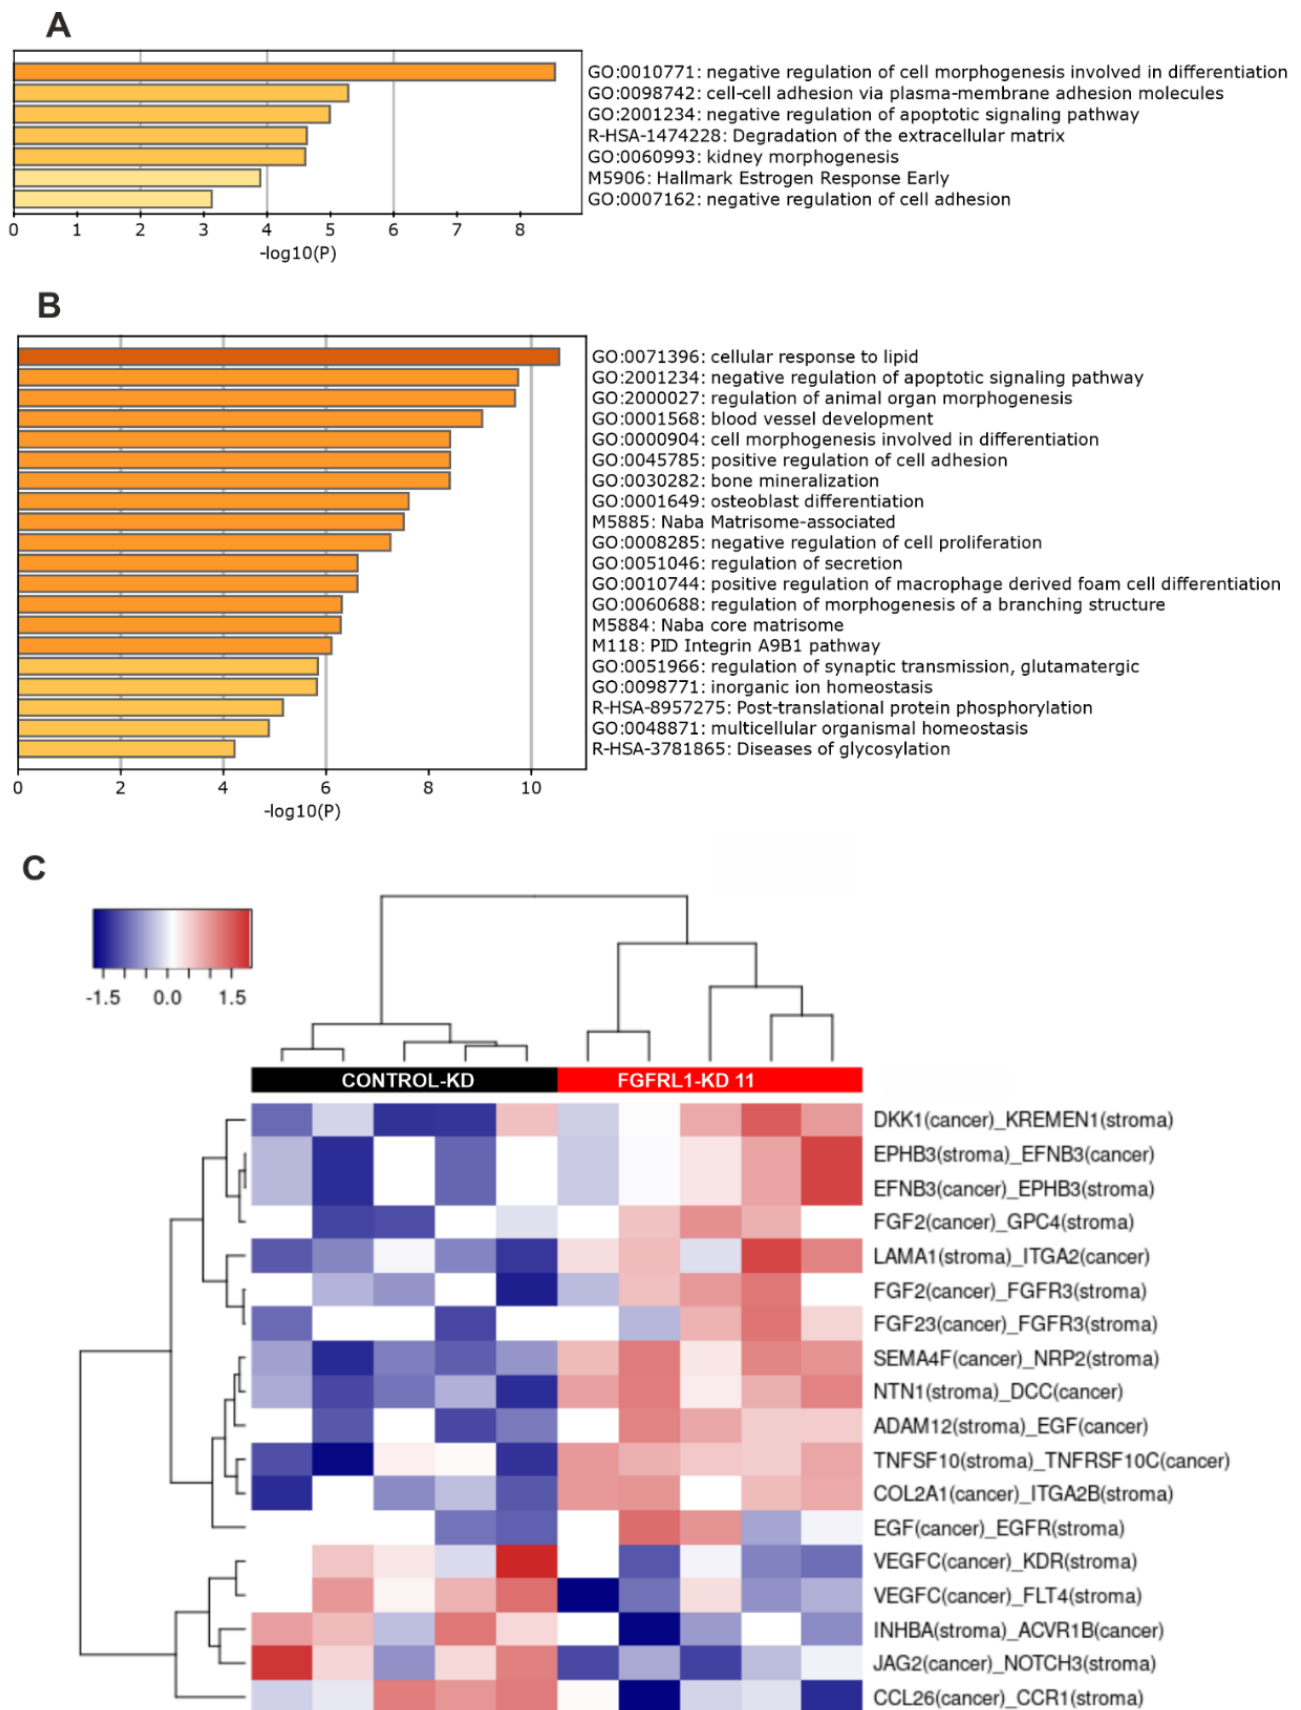 A
GO:0010771: negative regulation of cell morphogenesis involved in differentiation
GO:0098742: cell-cell adhesion via plasma-membrane adhesion molecules
GO:2001234: negative regulation of apoptotic signaling pathway
R-HSA-1474228: Degradation of the extracellular matrix
GO:0060993: kidney morphogenesis
M5906: Hallmark Estrogen Response Early
GO:0007162: negative regulation of cell adhesion
0 1 2 3 4 5 6 7 8
-log10(P)
B
GO:0071396: cellular response to lipid
GO:2001234: negative regulation of apoptotic signaling pathway
GO:2000027: regulation of animal organ morphogenesis
GO:0001568: blood vessel development
GO:0000904: cell morphogenesis involved in differentiation
GO:0045785: positive regulation of cell adhesion
GO:0030282: bone mineralization
GO:0001649: osteoblast differentiation
M5885: Naba Matrisome-associated
GO:0008285: negative regulation of cell proliferation
GO:0051046: regulation of secretion
GO:0010744: positive regulation of macrophage derived foam cell differentiation
GO:0060688: regulation of morphogenesis of a branching structure
M5884: Naba core matrisome
M118: PID Integrin A9B1 pathway
GO:0051966: regulation of synaptic transmission, glutamatergic
GO:0098771: inorganic ion homeostasis
R-HSA-8957275: Post-translational protein phosphorylation
GO:0048871: multicellular organismal homeostasis
R-HSA-3781865: Diseases of glycosylation
0 2 4 6 8 10
-log10(P)
C
-1.5 0.0 1.5
CONTROL-KD FGFRL1-KD 11
DKK1(cancer)_KREMEN1(stroma)
EPHB3(stroma)_EFNB3(cancer)
EFNB3(cancer)_EPHB3(stroma)
FGF2(cancer)_GPC4(stroma)
LAMA1(stroma)_ITGA2(cancer)
FGF2(cancer)_FGFR3(stroma)
FGF23(cancer)_FGFR3(stroma)
SEMA4F(cancer)_NRP2(stroma)
NTN1(stroma)_DCC(cancer)
ADAM12(stroma)_EGF(cancer)
TNFSF10(stroma)_TNFRSF10C(cancer)
COL2A1(cancer)_ITGA2B(stroma)
EGF(cancer)_EGFR(stroma)
VEGFC(cancer)_KDR(stroma)
VEGFC(cancer)_FLT4(stroma)
INHBA(stroma)_ACVR1B(cancer)
JAG2(cancer)_NOTCH3(stroma)
CCL26(cancer)_CCR1(stroma)